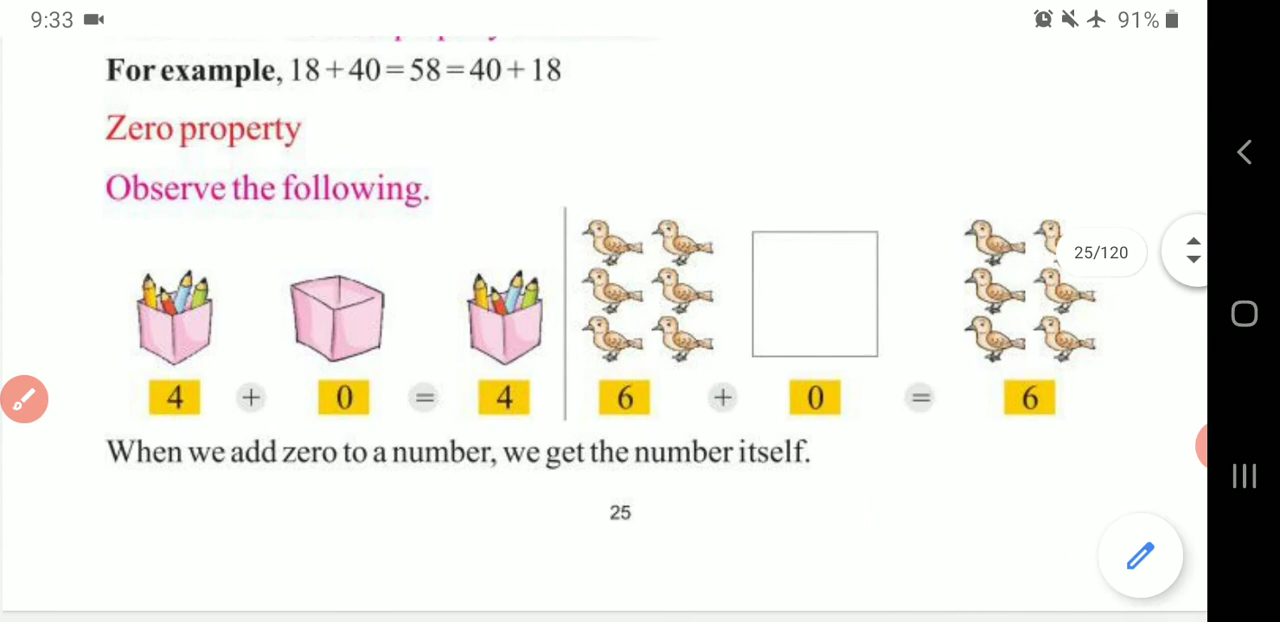 9:33 91%
For example, 18+40=58=40+18
Zero property
Observe the following.
25/120
4 + 0 = 4 6 + 0 = 6
When we add zero to a number, we get the number itself.
25